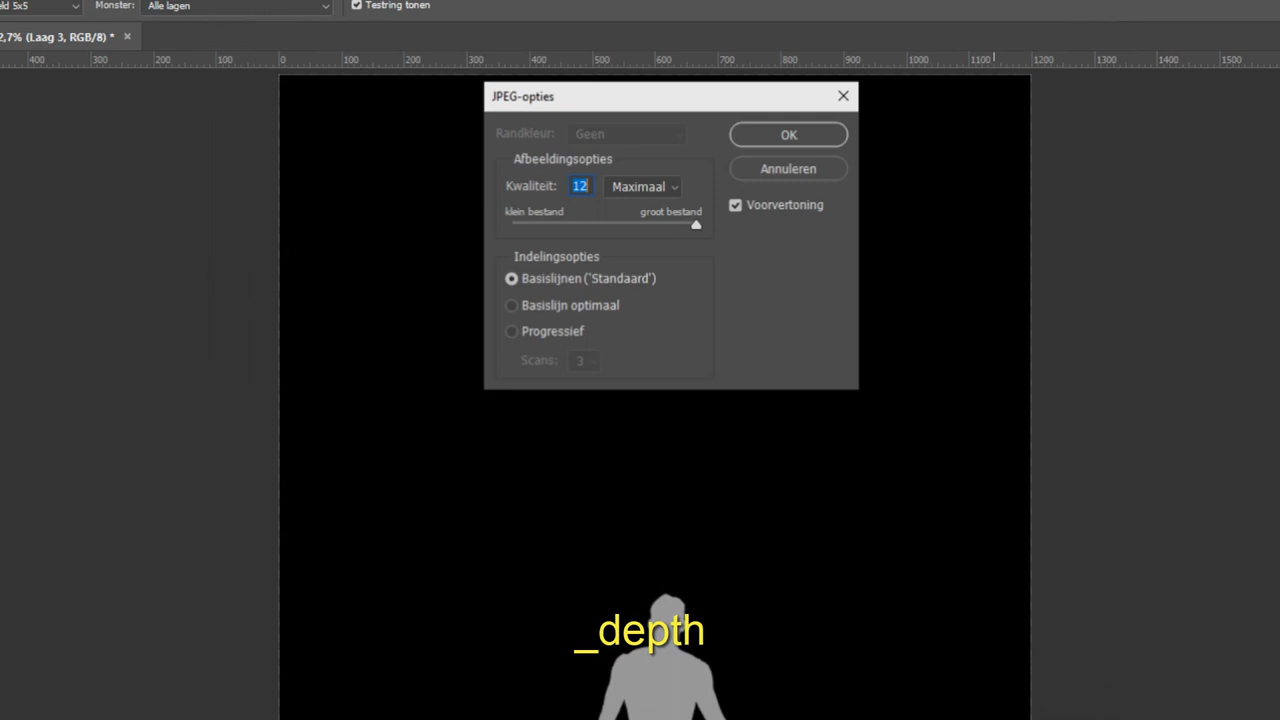 eld 5x5 Monster: Alle lagen Testring tonen
2,7% (Laag 3, RGB/8) * ×
400 300 200 100 0 100 200 300 400 500 600 700 800 900 1000 1100 1200 1300 1400 1500
JPEG-opties
Randkleur: Geen
OK
Afbeeldingsopties
Annuleren
Kwaliteit: 12 Maximaal
Voorvertoning
klein bestand groot bestand
Indelingsopties
Basislijnen ('Standaard')
Basislijn optimaal
Progressief
Scans: 3
_depth